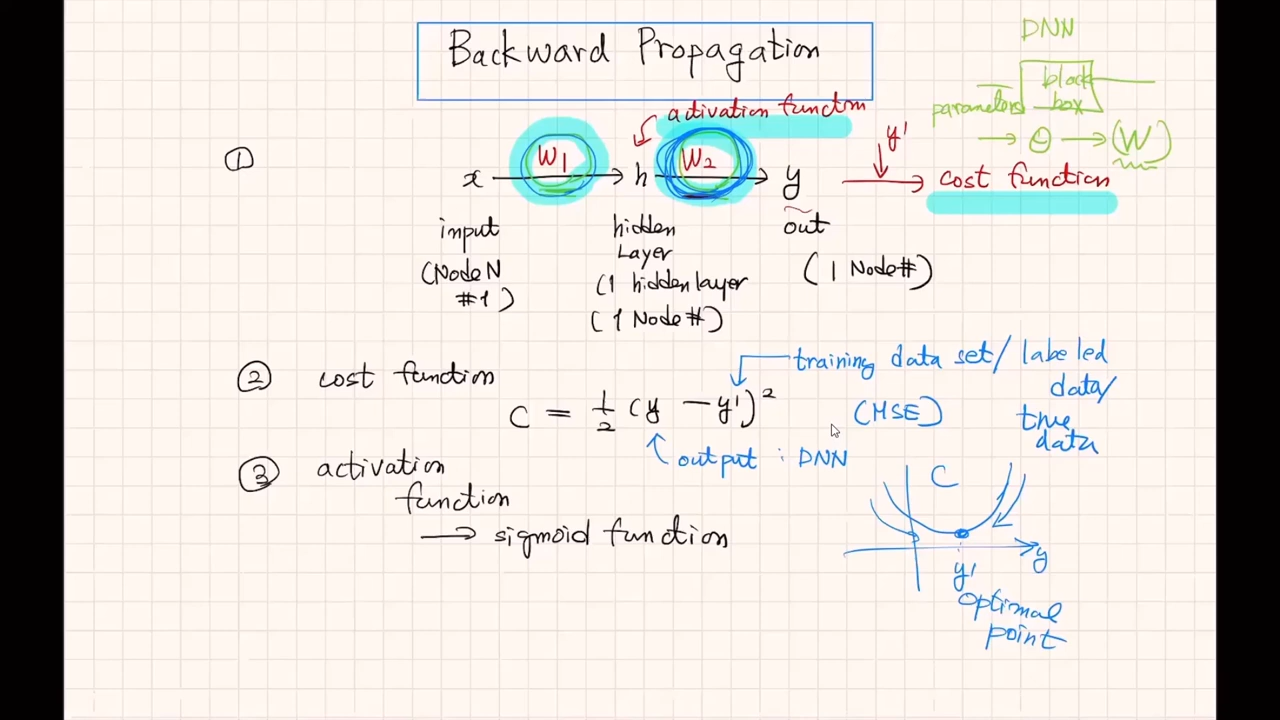 Backward Propagation
DNN
block box
parameters
→ θ → (W)
①
activation function
x W1 → h W2 → y
y'
cost function
input
(Node N
#1)
hidden
Layer
(1 hidden layer
(1 Node#)
out
(1 Node#)
② cost function
C = 1/2 (y - y')²
training data set/ labeled
data/
true
data
(MSE)
output : DNN
③ activation
function
→ sigmoid function
C
y
y'
optimal
point